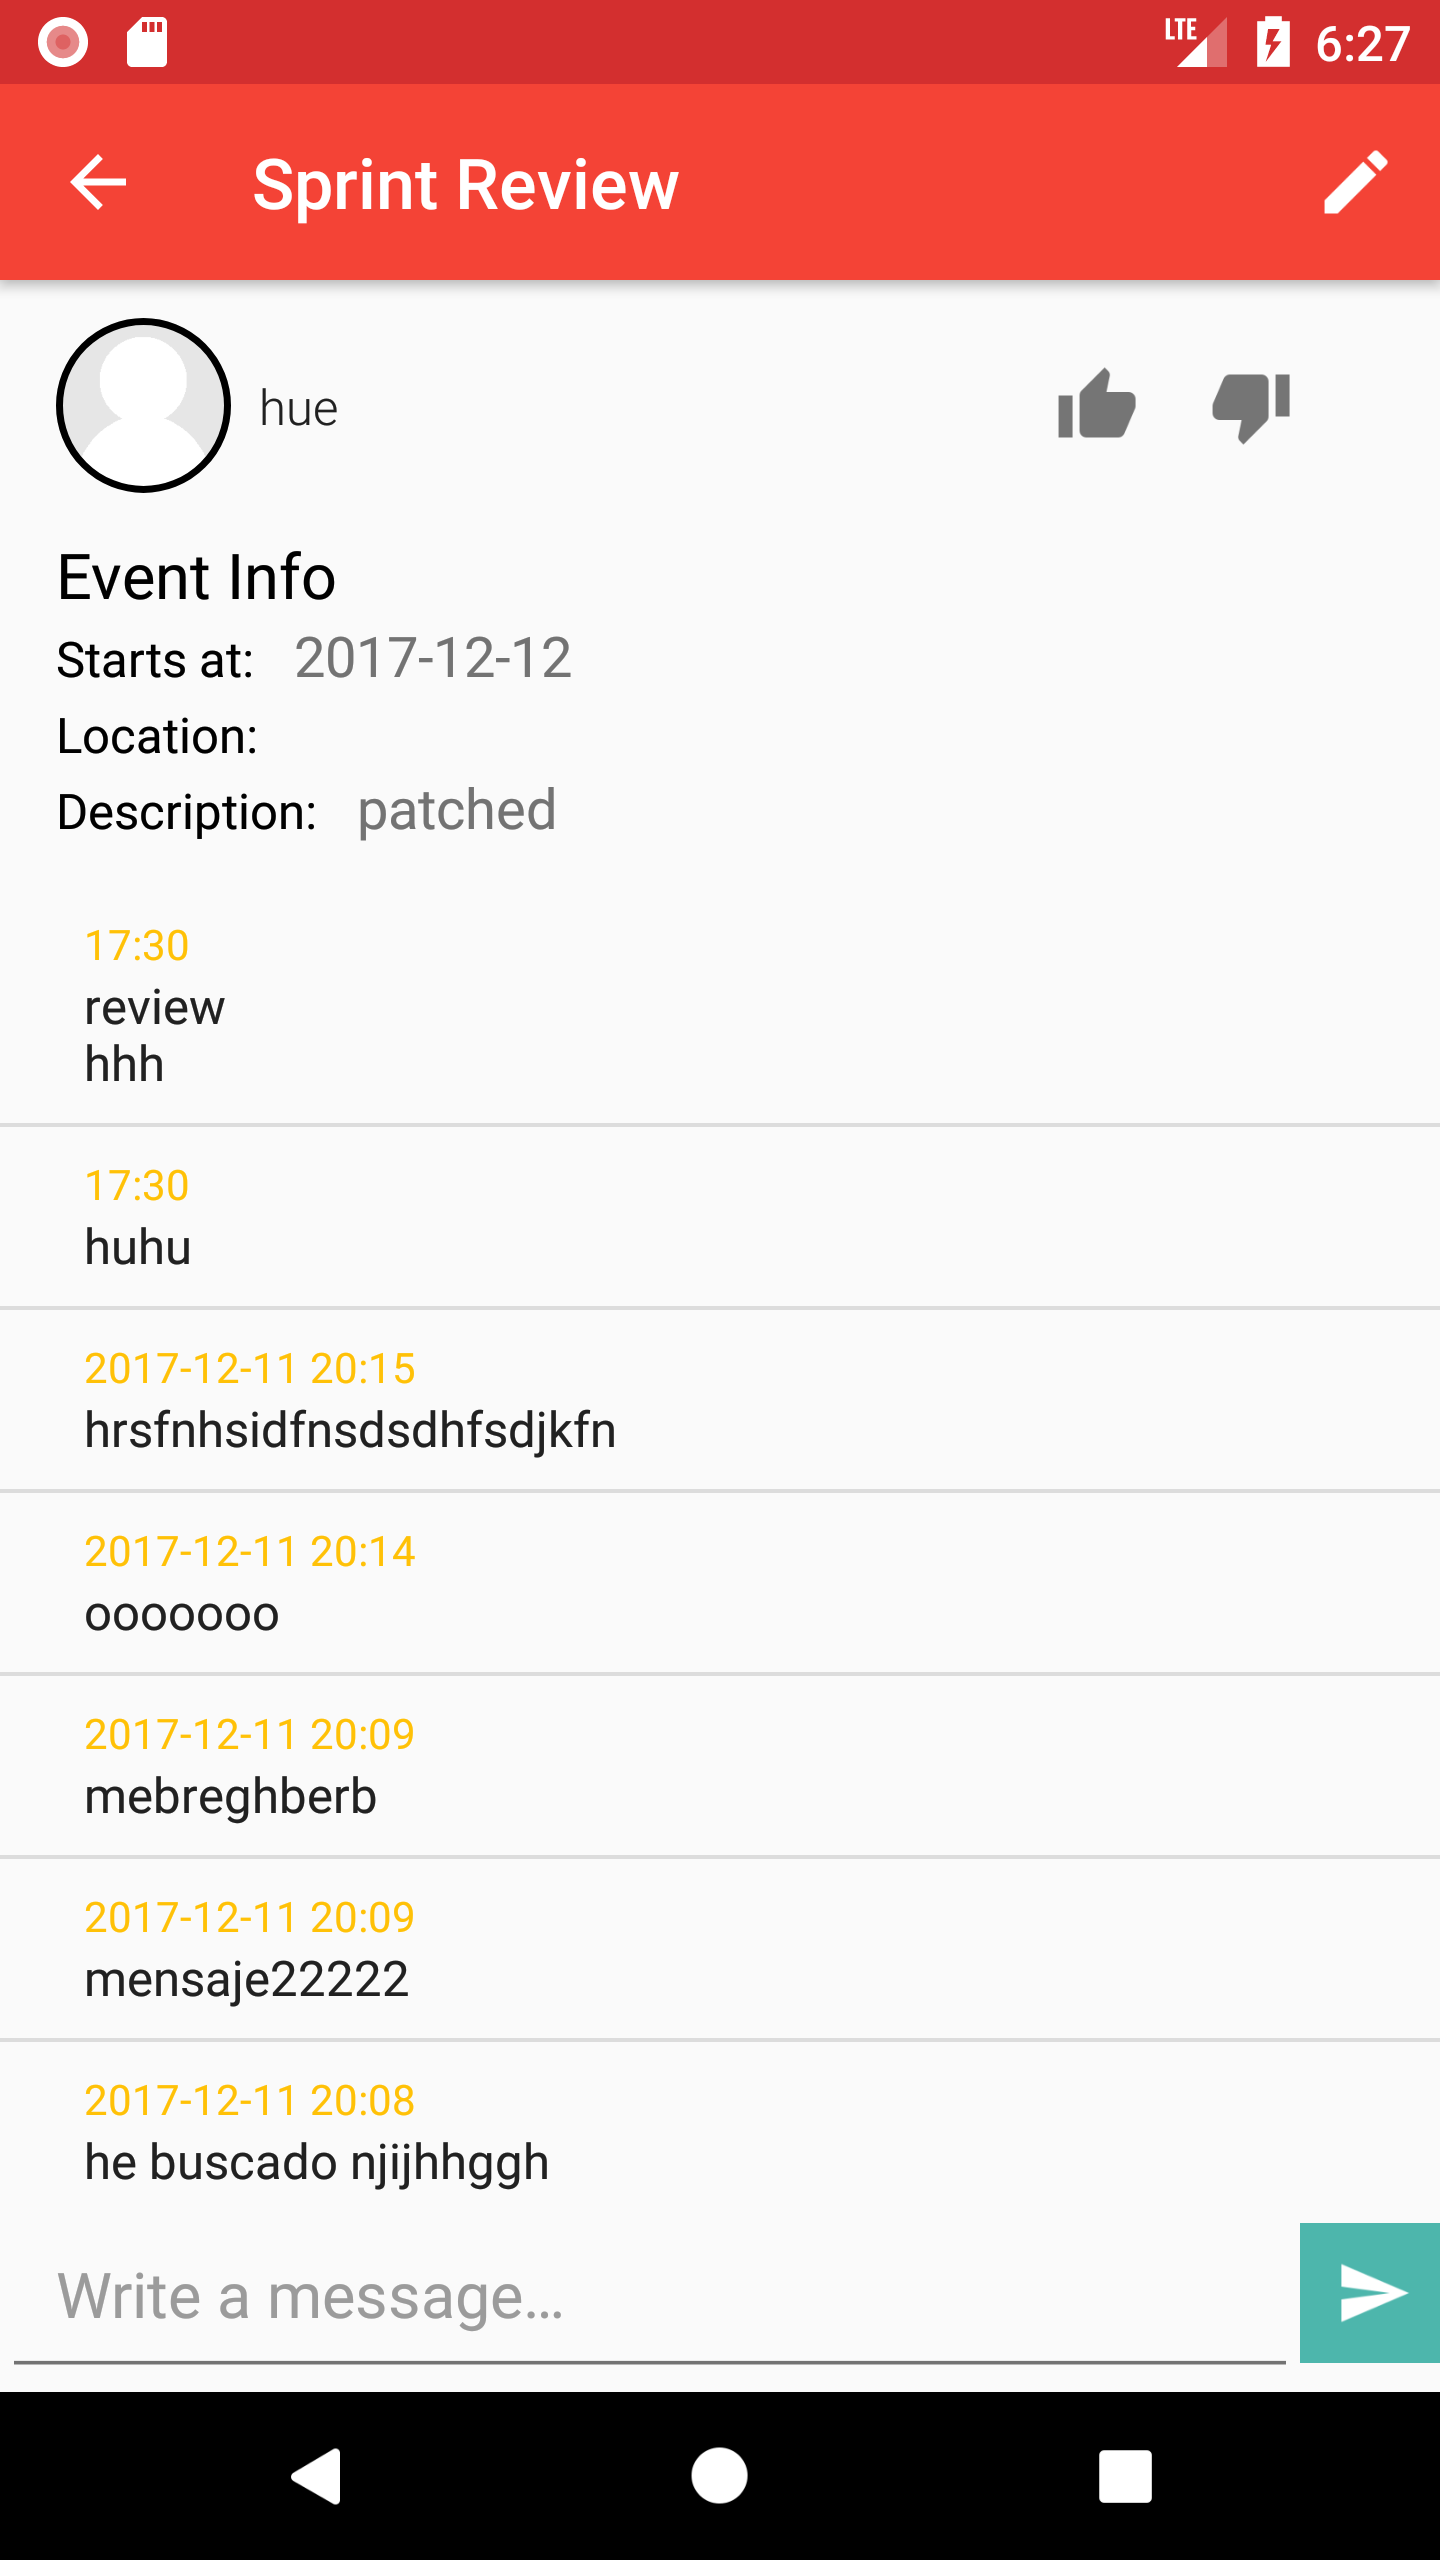 LTE 6:27
Sprint Review
hue
Event Info
Starts at: 2017-12-12
Location:
Description: patched
17:30
review
hhh
17:30
huhu
2017-12-11 20:15
hrsfnhsidfnsdsdhfsdjkfn
2017-12-11 20:14
ooooooo
2017-12-11 20:09
mebreghberb
2017-12-11 20:09
mensaje22222
2017-12-11 20:08
he buscado njijhhggh
Write a message...